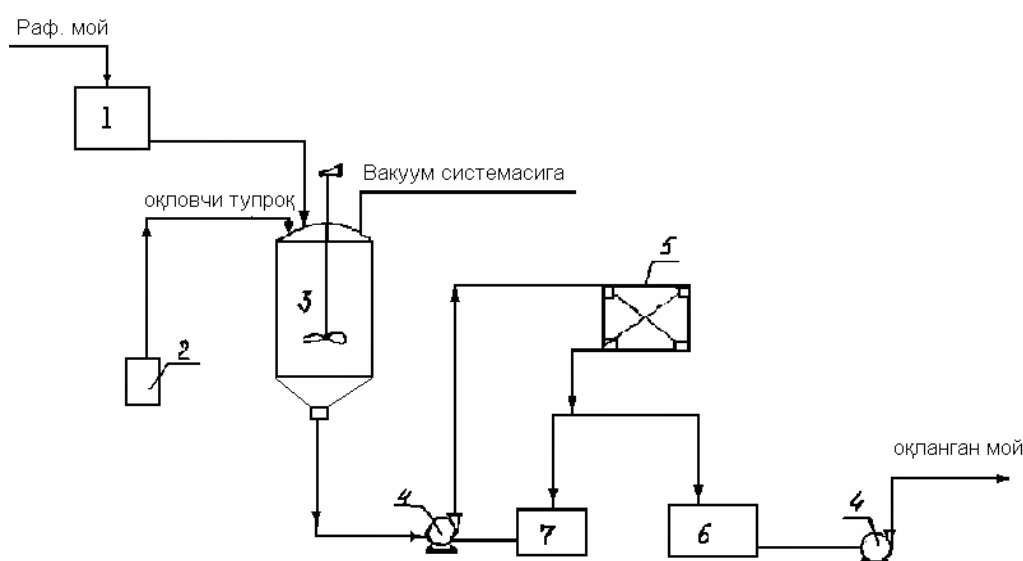 Раф. мой
1
Вакуум системасига
оқловчи тупроқ
5
3
2
оқланган мой
4
4
7
6